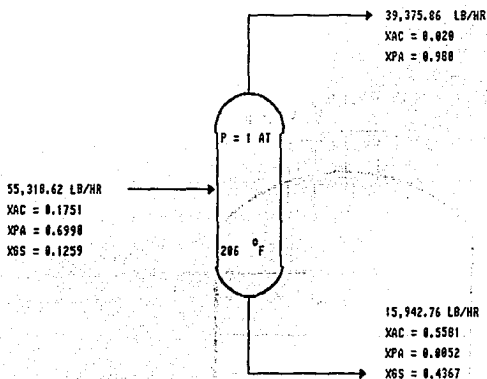 39,375.86 LB/HR
XAC = 0.020
XPA = 0.980
P = 1 AT
55,318.62 LB/HR
XAC = 0.1751
XPA = 0.6990
XGS = 0.1259
206 °F
15,942.76 LB/HR
XAC = 0.5581
XPA = 0.0052
XGS = 0.4367